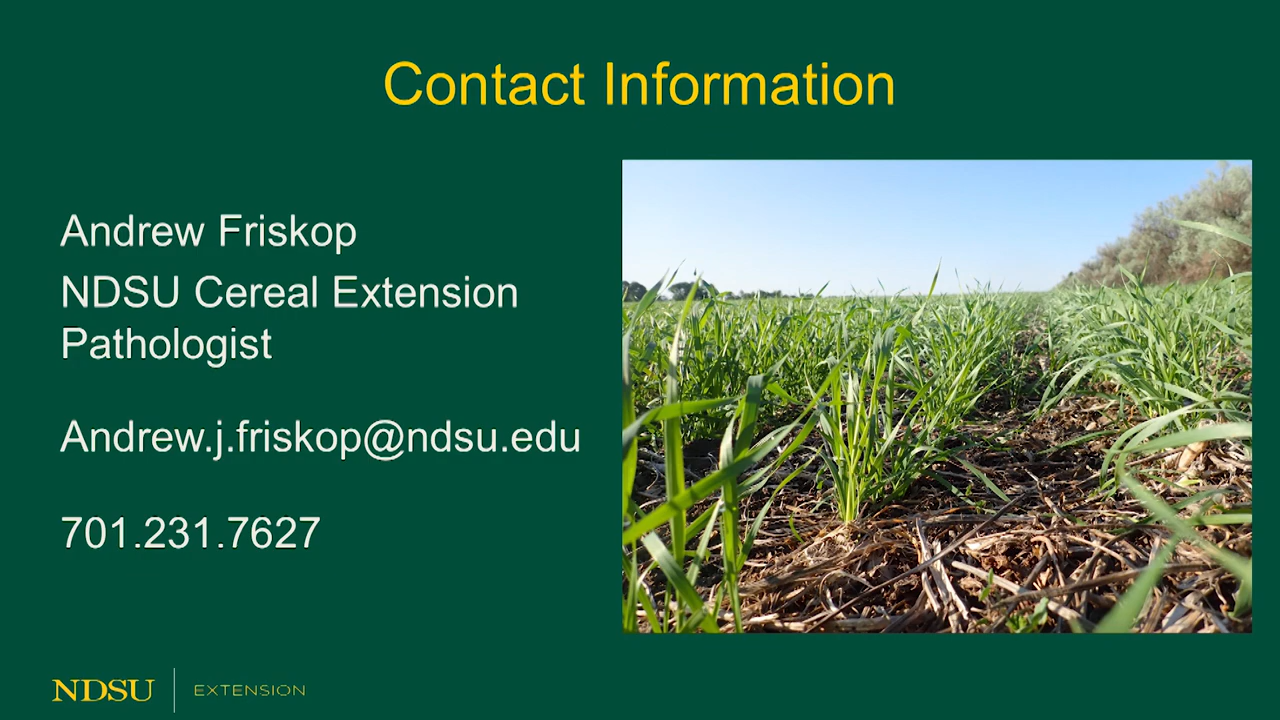 Contact Information
Andrew Friskop
NDSU Cereal Extension
Pathologist
Andrew.j.friskop@ndsu.edu
701.231.7627
NDSU EXTENSION